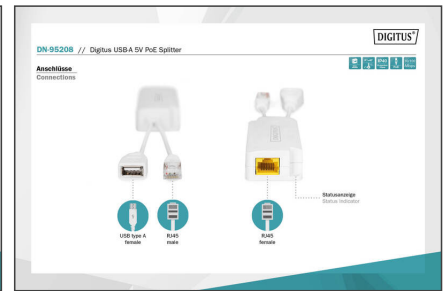 DIGITUS®
DN-95208 // Digitus USB-A 5V PoE Splitter
Anschlüsse
Connections
Statusanzeige
Status Indicator
USB type A
female
RJ45
male
RJ45
female